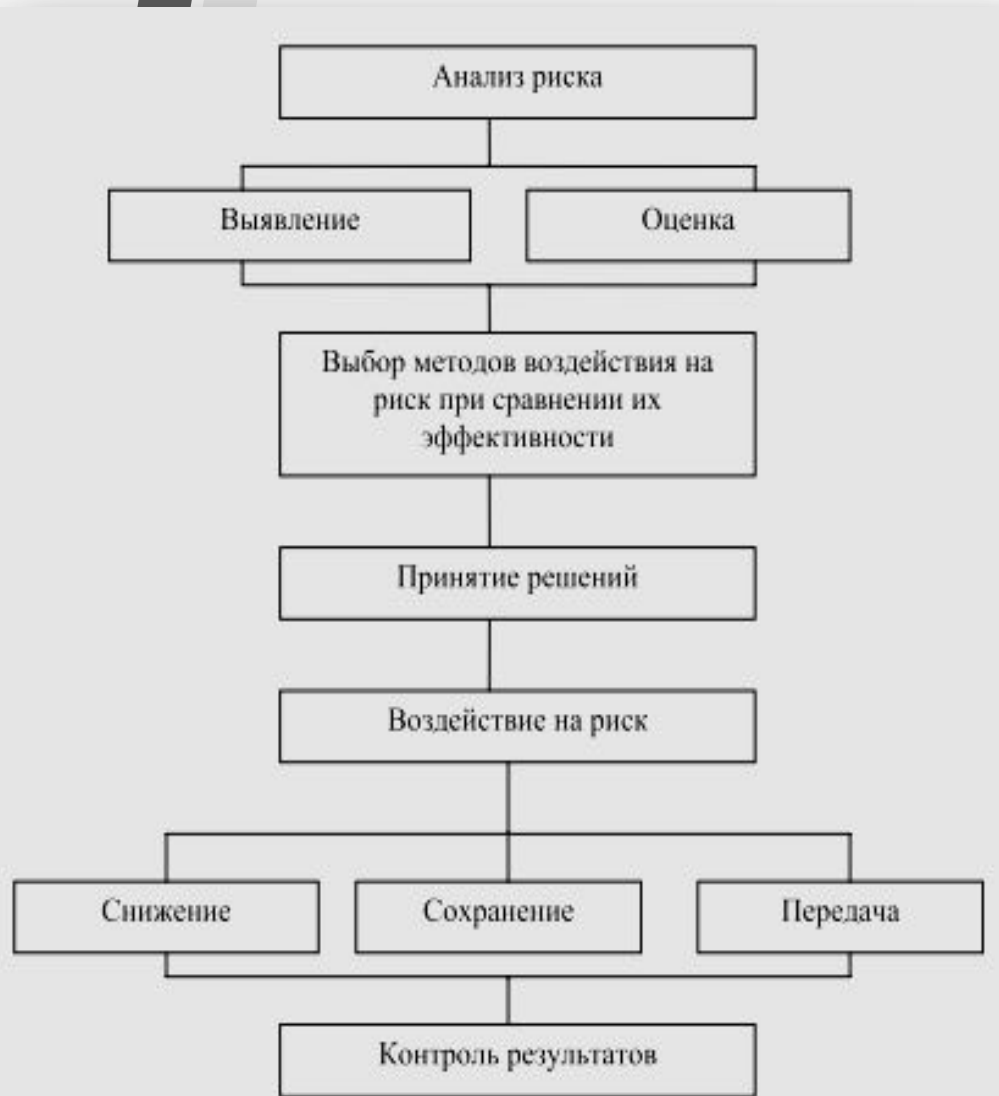 Анализ риска
Выявление
Оценка
Выбор методов воздействия на
риск при сравнении их
эффективности
Принятие решений
Воздействие на риск
Снижение
Сохранение
Передача
Контроль результатов